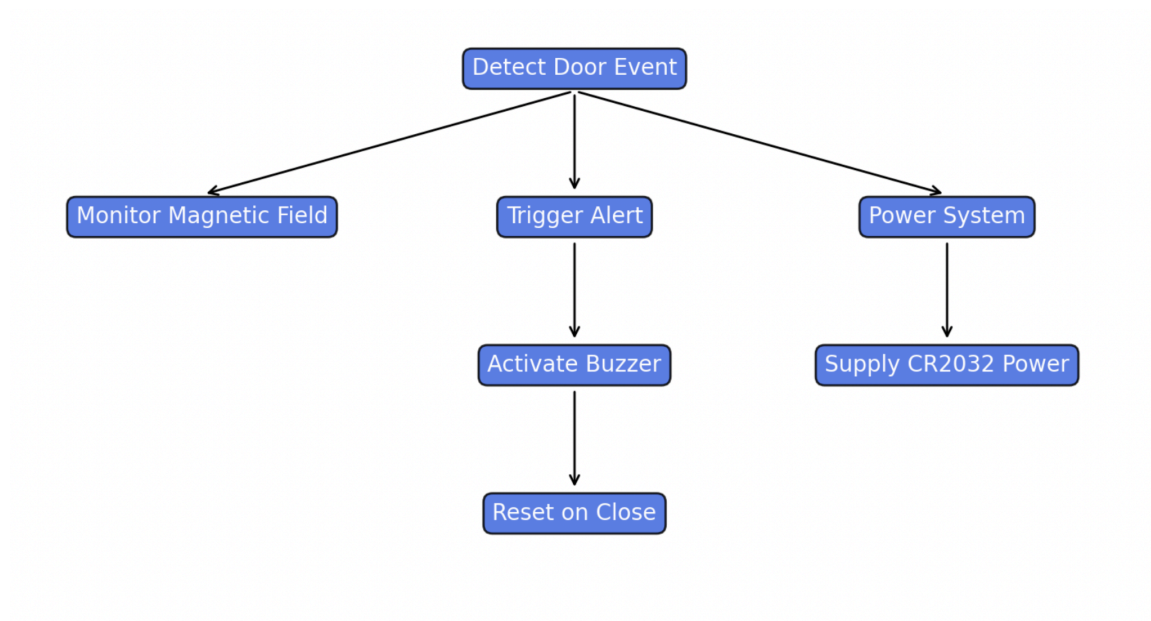 Detect Door Event
Monitor Magnetic Field
Trigger Alert
Power System
Activate Buzzer
Supply CR2032 Power
Reset on Close